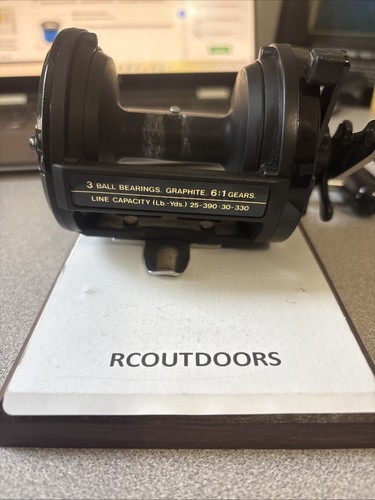 3 BALL BEARINGS. GRAPHITE. 6:1 GEARS.
LINE CAPACITY (Lb.-Yds.) 25-390·30-330
RCOUTDOORS